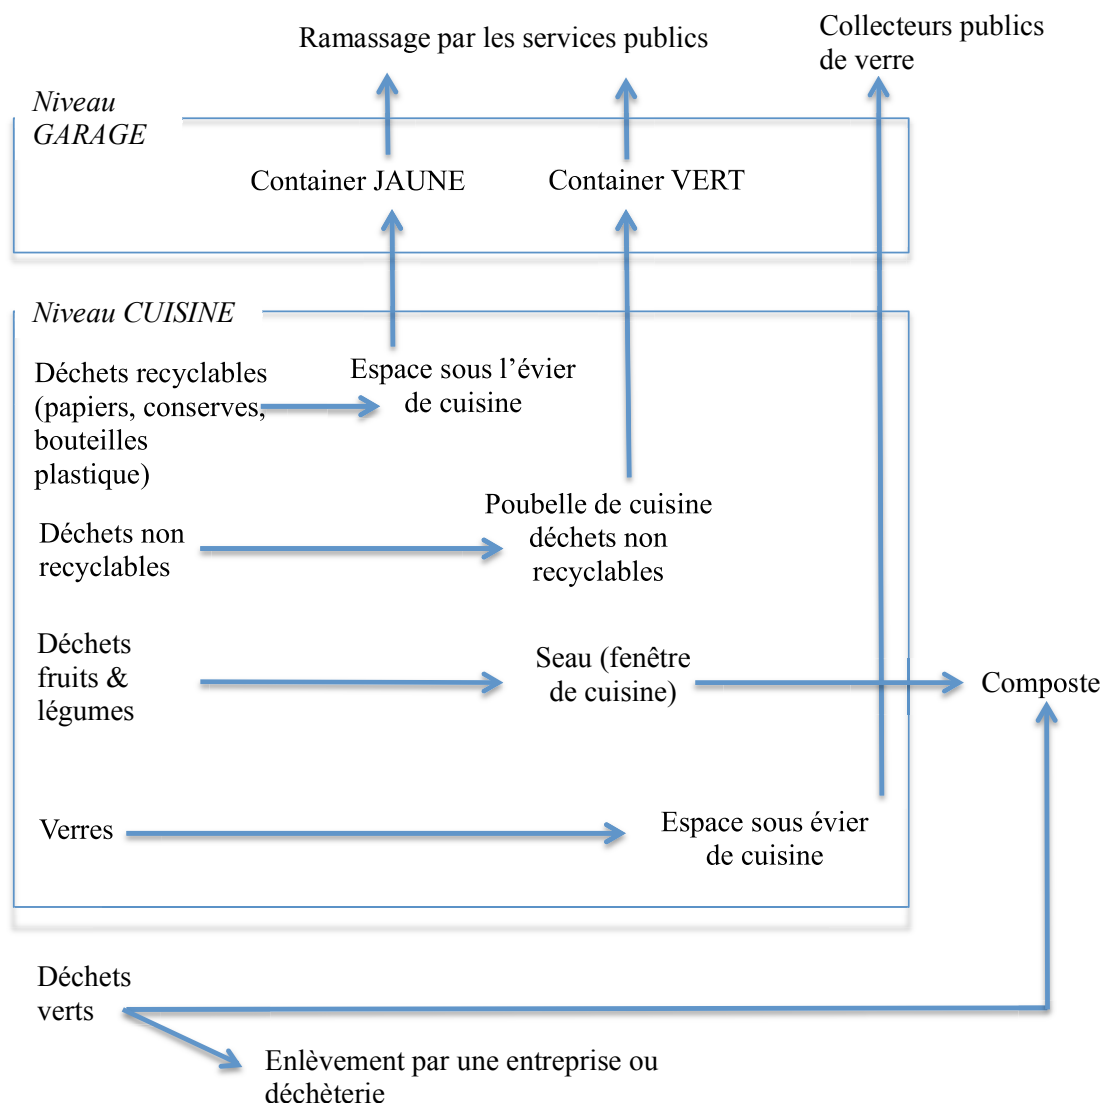 Ramassage par les services publics
Collecteurs publics
de verre
Niveau
GARAGE
Container JAUNE
Container VERT
Niveau CUISINE
Déchets recyclables
(papiers, conserves,
bouteilles
plastique)
Espace sous l’évier
de cuisine
Déchets non
recyclables
Poubelle de cuisine
déchets non
recyclables
Déchets
fruits &
légumes
Seau (fenêtre
de cuisine)
Composte
Verres
Espace sous évier
de cuisine
Déchets
verts
Enlèvement par une entreprise ou
déchèterie